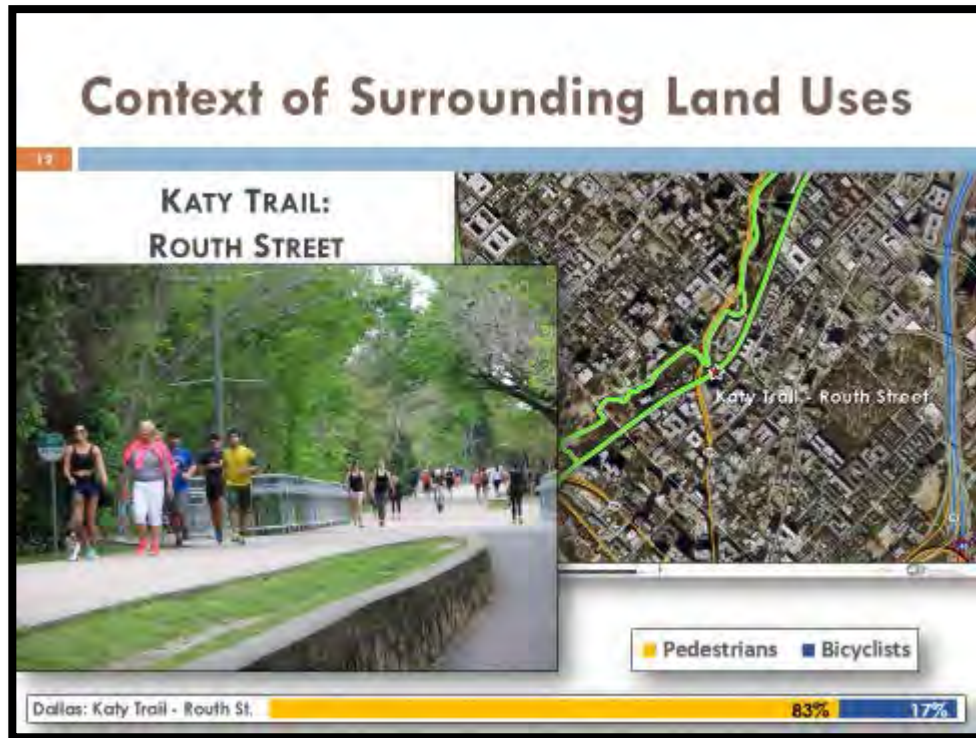 Context of Surrounding Land Uses
12
KATY TRAIL:
ROUTH STREET
Katy Trail - Routh Street
Pedestrians
Bicyclists
Dallas: Katy Trail - Routh St.
83%
17%